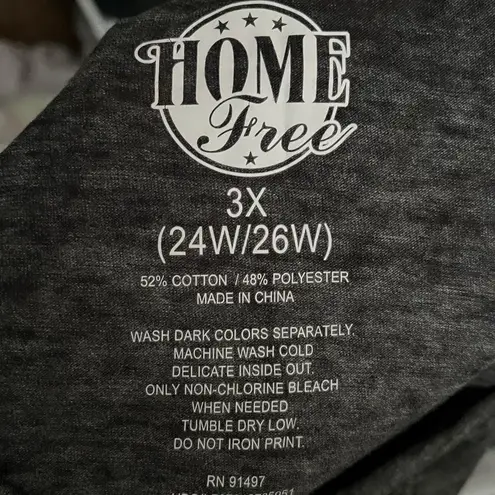 HOME
Free
3X
(24W/26W)
52% COTTON / 48% POLYESTER
MADE IN CHINA
WASH DARK COLORS SEPARATELY.
MACHINE WASH COLD
DELICATE INSIDE OUT.
ONLY NON-CHLORINE BLEACH
WHEN NEEDED
TUMBLE DRY LOW.
DO NOT IRON PRINT.
RN 91497